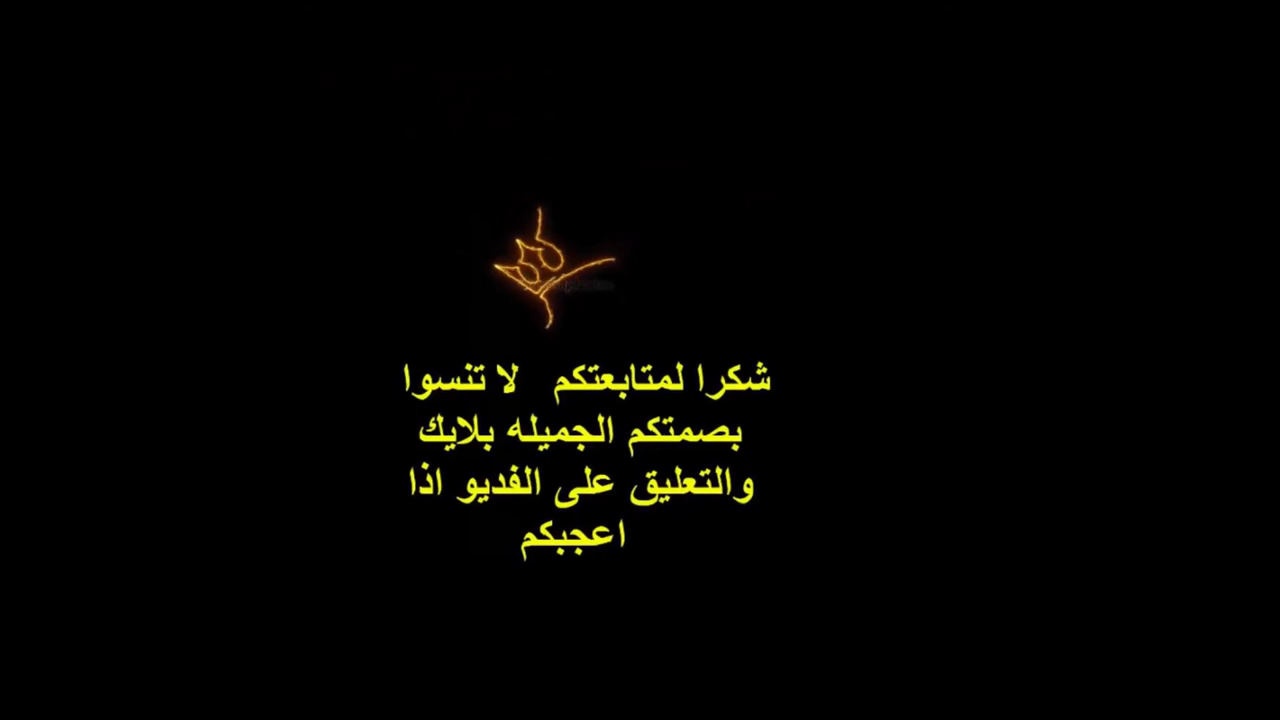 شكرا لمتابعتكم لا تنسوا
بصمتكم الجميله بلايك
والتعليق على الفديو اذا
اعجبكم